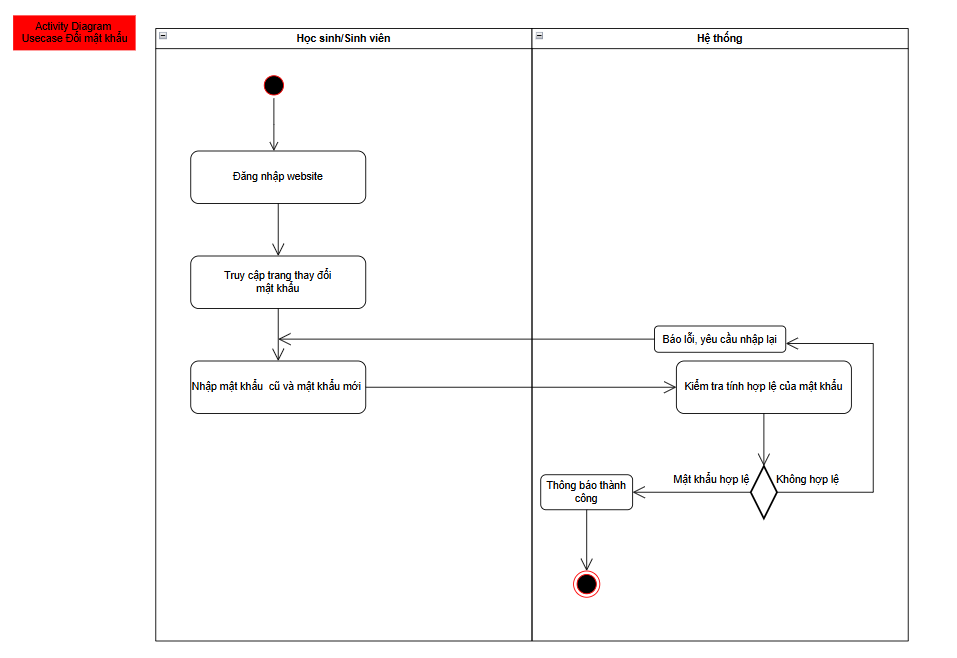 Activity Diagram
Usecase Đổi mật khẩu
Học sinh/Sinh viên
Hệ thống
Đăng nhập website
Truy cập trang thay đổi
mật khẩu
Báo lỗi, yêu cầu nhập lại
Nhập mật khẩu cũ và mật khẩu mới
Kiểm tra tính hợp lệ của mật khẩu
Mật khẩu hợp lệ
Không hợp lệ
Thông báo thành
công